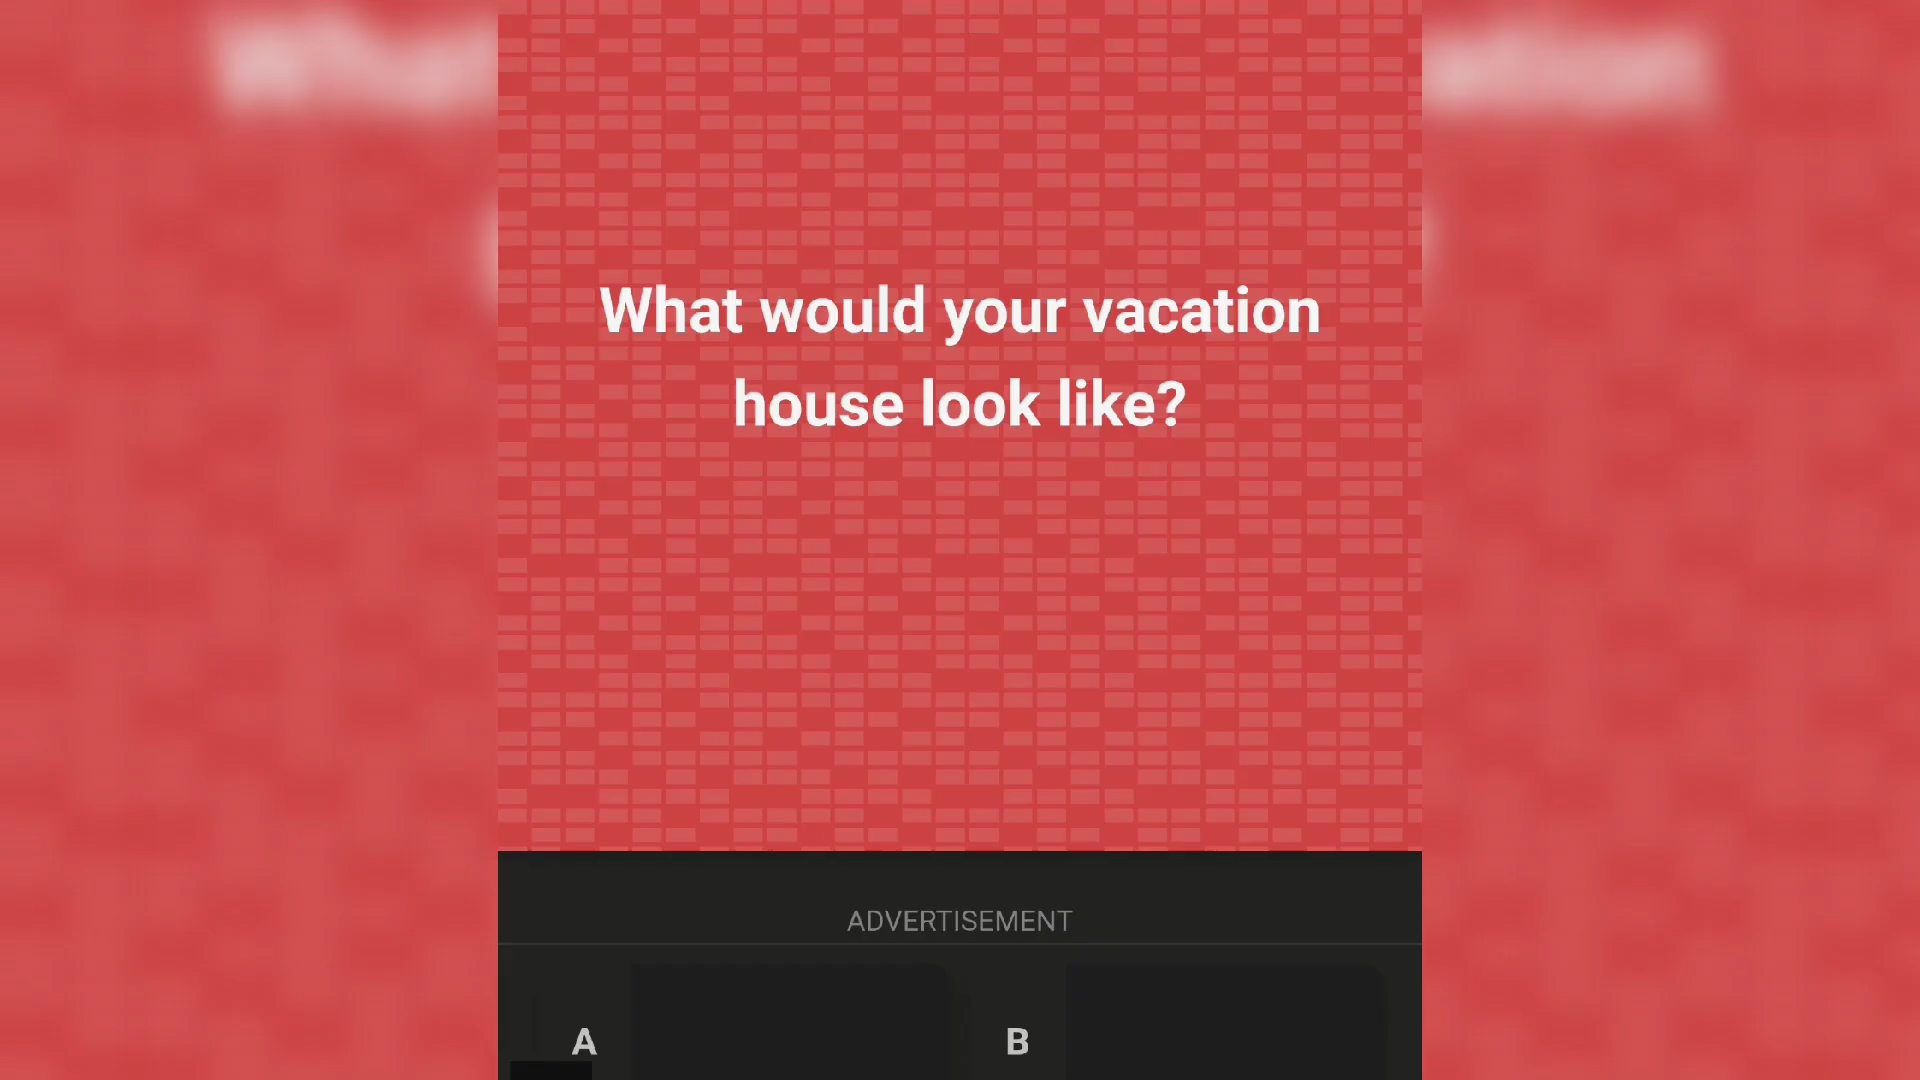 What would your vacation
house look like?
ADVERTISEMENT
A
B